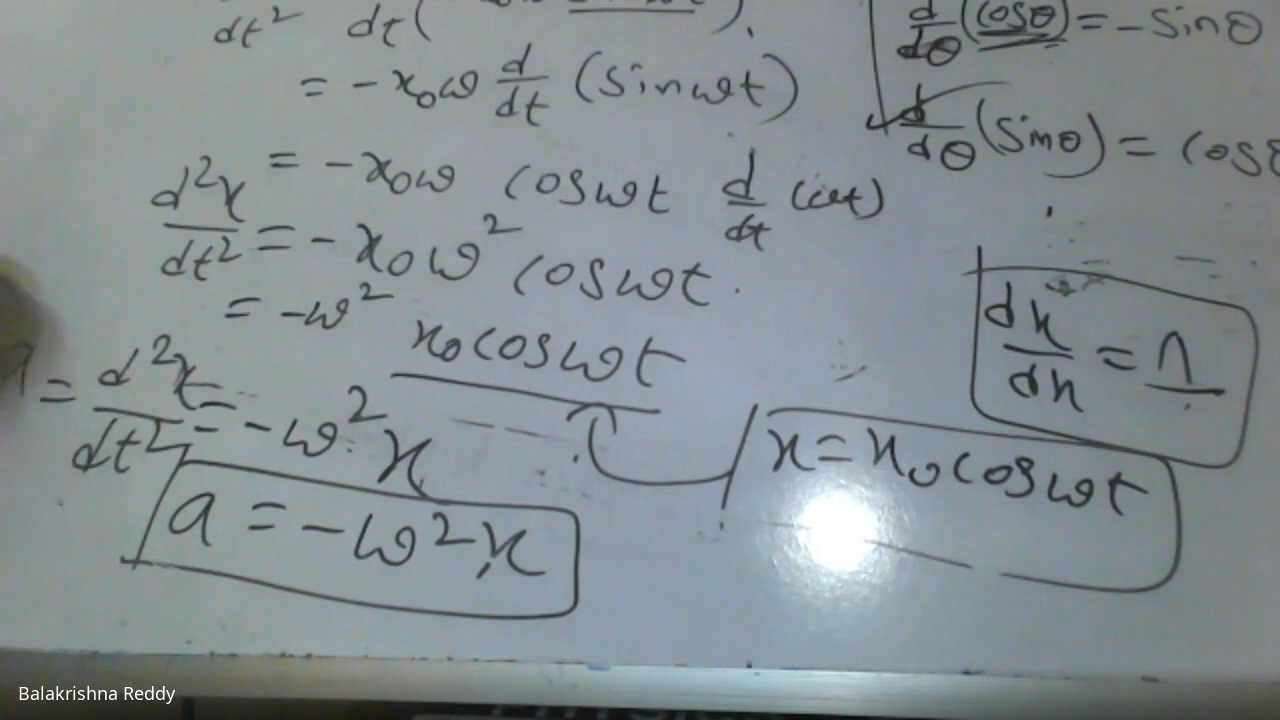 dt² dt(
= -x₀ω d/dt (sinωt)
d²x/dt² = -x₀ω cosωt d/dt (ωt)
= -x₀ω² cosωt.
= -ω² x₀cosωt
= d²x/dt² = -ω²x
a = -ω²x
d/dθ (cosθ) = -sinθ
d/dθ (sinθ) = cosθ
dx/dx = 1
x = x₀cosωt
Balakrishna Reddy